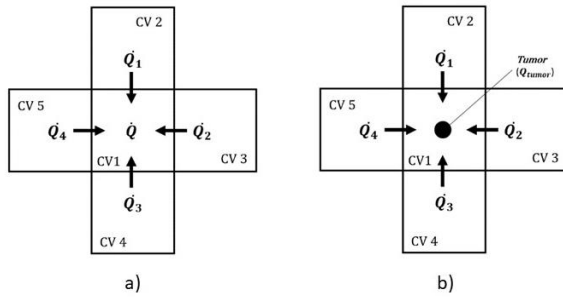 CV 2
Q̇₁
CV 5
Q̇₄
Q̇
Q̇₂
CV1
CV 3
Q̇₃
CV 4
a)
CV 2
Tumor
(Q̇tumor)
Q̇₁
CV 5
Q̇₄
Q̇₂
CV1
CV 3
Q̇₃
CV 4
b)